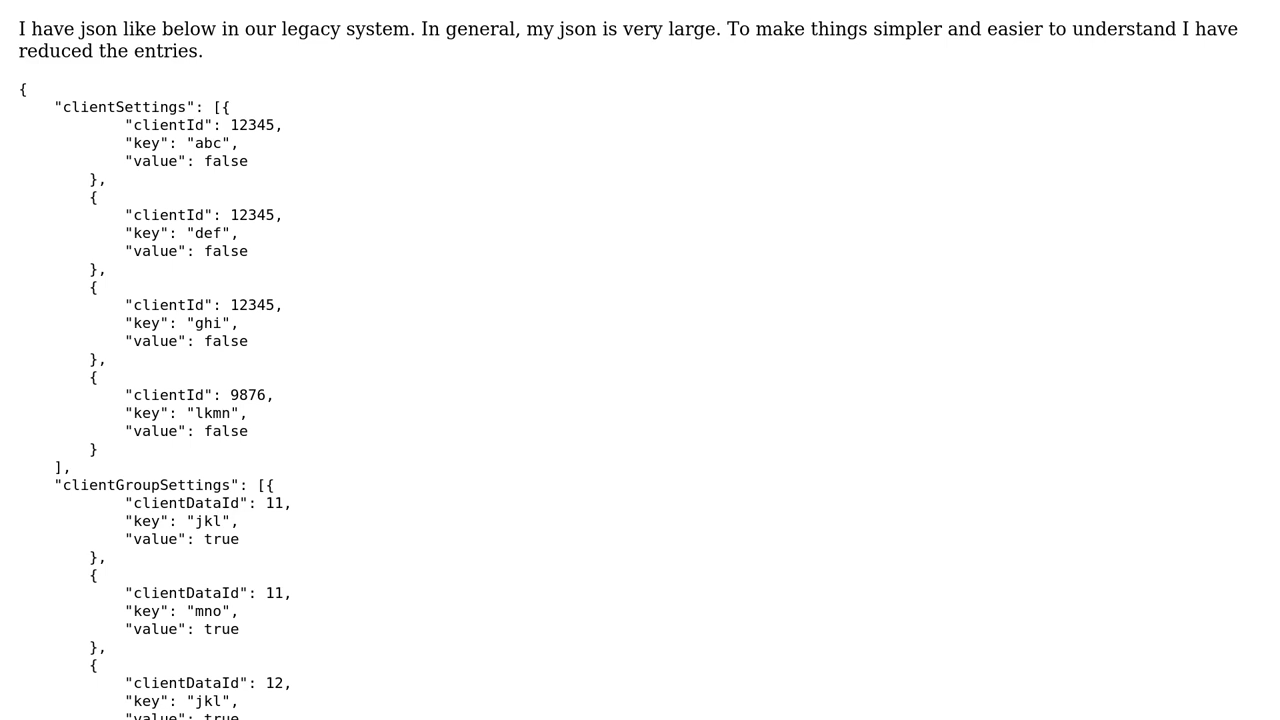 I have json like below in our legacy system. In general, my json is very large. To make things simpler and easier to understand I have
reduced the entries.
{
    "clientSettings": [{
            "clientId": 12345,
            "key": "abc",
            "value": false
        },
        {
            "clientId": 12345,
            "key": "def",
            "value": false
        },
        {
            "clientId": 12345,
            "key": "ghi",
            "value": false
        },
        {
            "clientId": 9876,
            "key": "lkmn",
            "value": false
        }
    ],
    "clientGroupSettings": [{
            "clientDataId": 11,
            "key": "jkl",
            "value": true
        },
        {
            "clientDataId": 11,
            "key": "mno",
            "value": true
        },
        {
            "clientDataId": 12,
            "key": "jkl",
            "value": true